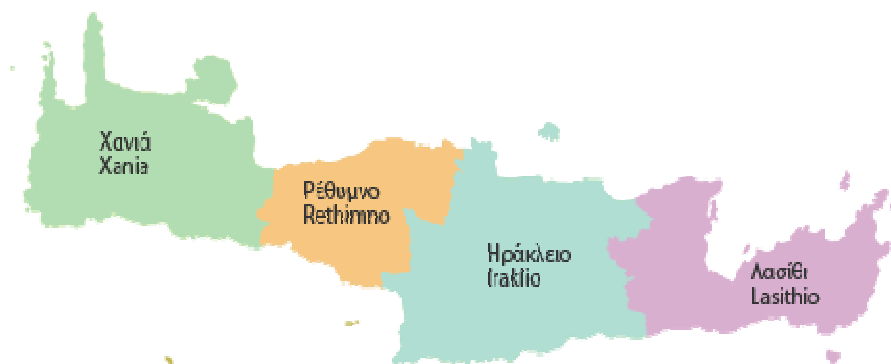 Χανιά
Xania
Ρέθυμνο
Rethimno
Ηράκλειο
Iraklio
Λασίθι
Lasithio